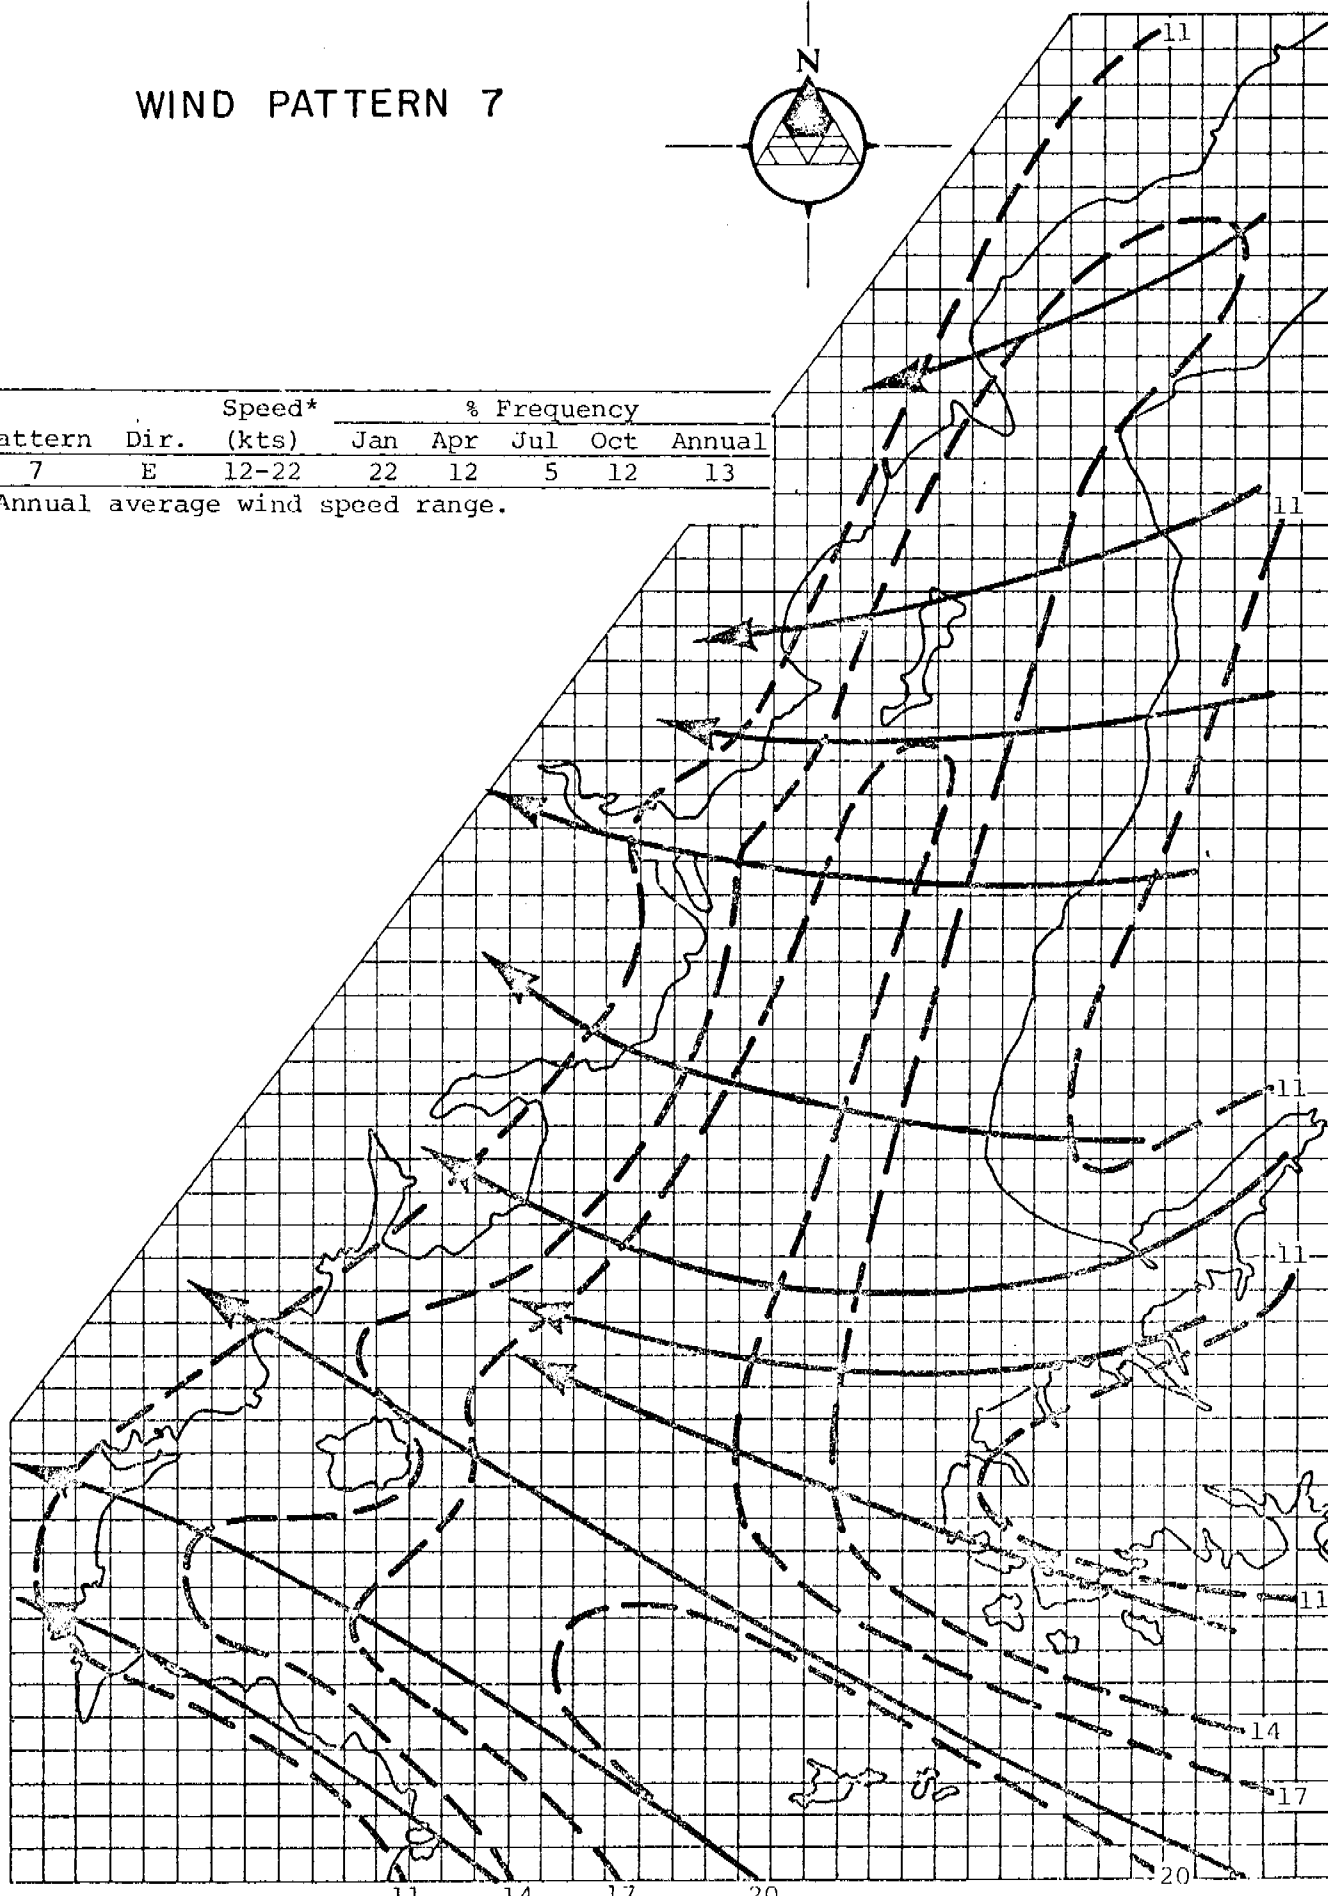 11
N
WIND PATTERN 7
Speed* % Frequency
attern Dir. (kts) Jan Apr Jul Oct Annual
7 E 12-22 22 12 5 12 13
Annual average wind speed range.
11
11
11
11
14
17
20
11 14 17 20